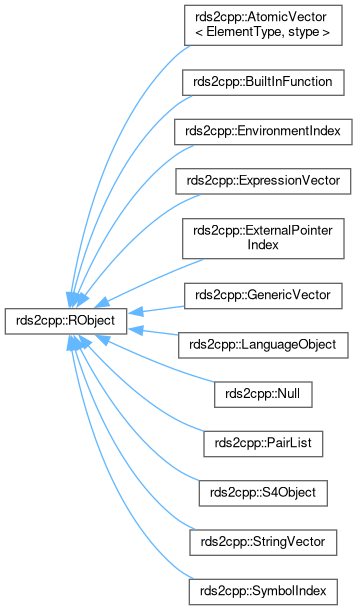 rds2cpp::AtomicVector
< ElementType, stype >
rds2cpp::BuiltInFunction
rds2cpp::EnvironmentIndex
rds2cpp::ExpressionVector
rds2cpp::ExternalPointer
Index
rds2cpp::GenericVector
rds2cpp::RObject
rds2cpp::LanguageObject
rds2cpp::Null
rds2cpp::PairList
rds2cpp::S4Object
rds2cpp::StringVector
rds2cpp::SymbolIndex